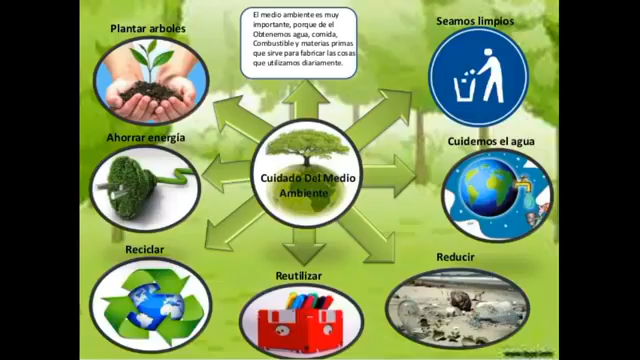 El medio ambiente es muy
importante, porque de el
Obtenemos agua, comida,
Combustible y materias primas
que sirve para fabricar las cosas
que utilizamos diariamente.
Plantar arboles
Seamos limpios
Ahorrar energía
Cuidemos el agua
Cuidado Del Medio
Ambiente
Reciclar
Reutilizar
Reducir